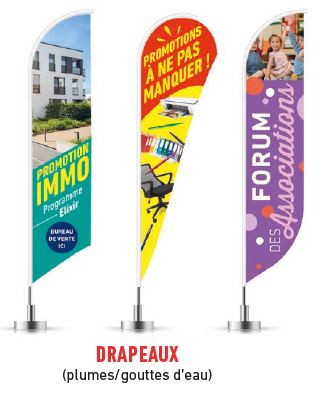 PROMOTION
IMMO
Programme
Elixir
BUREAU
DE VENTE
ICI
PROMOTIONS
À NE PAS
MANQUER !
FORUM
DES Associations
DRAPEAUX
(plumes/gouttes d'eau)